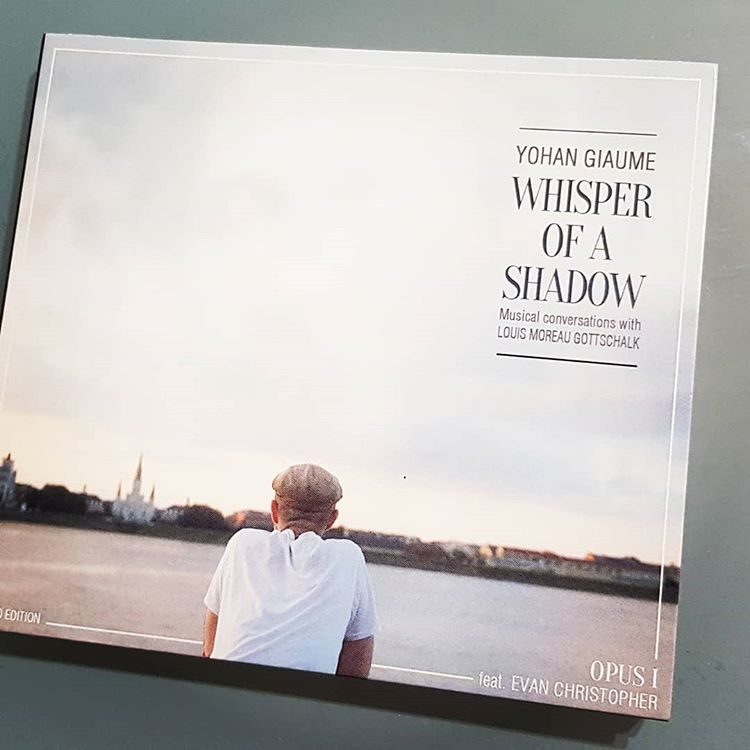 YOHAN GIAUME
WHISPER
OF A
SHADOW
Musical conversations with
LOUIS MOREAU GOTTSCHALK
EDITION
OPUS I
feat. EVAN CHRISTOPHER